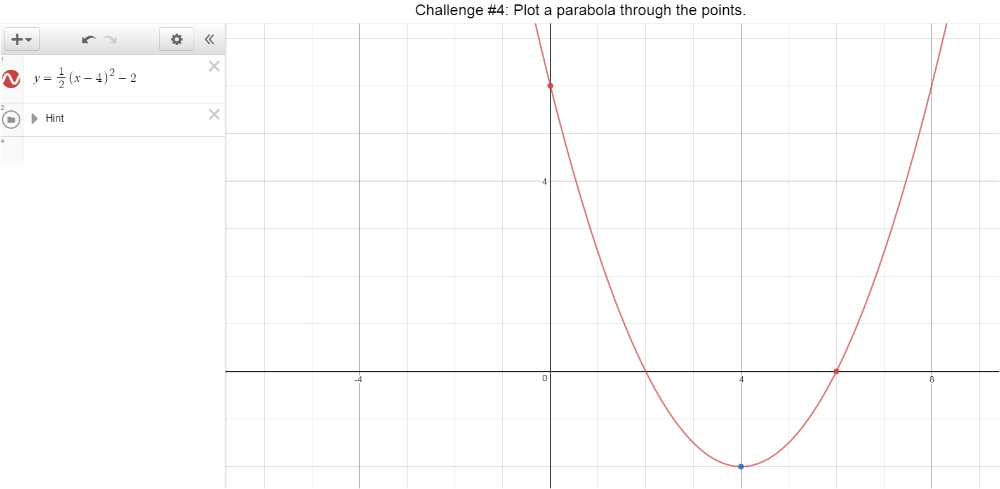 Challenge #4: Plot a parabola through the points.
1
y = 1/2 (x − 4)² − 2
2
Hint
4
4
-4
0
4
8